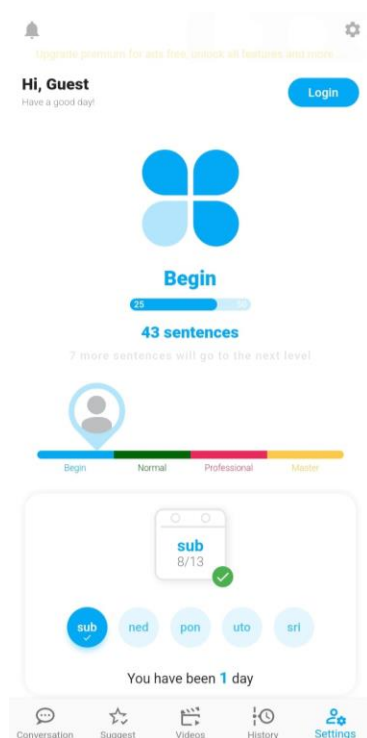 Upgrade premium for ads free, unlock all features and more
Hi, Guest
Have a good day!
Login
Begin
25 50
43 sentences
7 more sentences will go to the next level
Begin Normal Professional Master
sub
8/13
sub ned pon uto sri
You have been 1 day
Conversation Suggest Videos History Settings